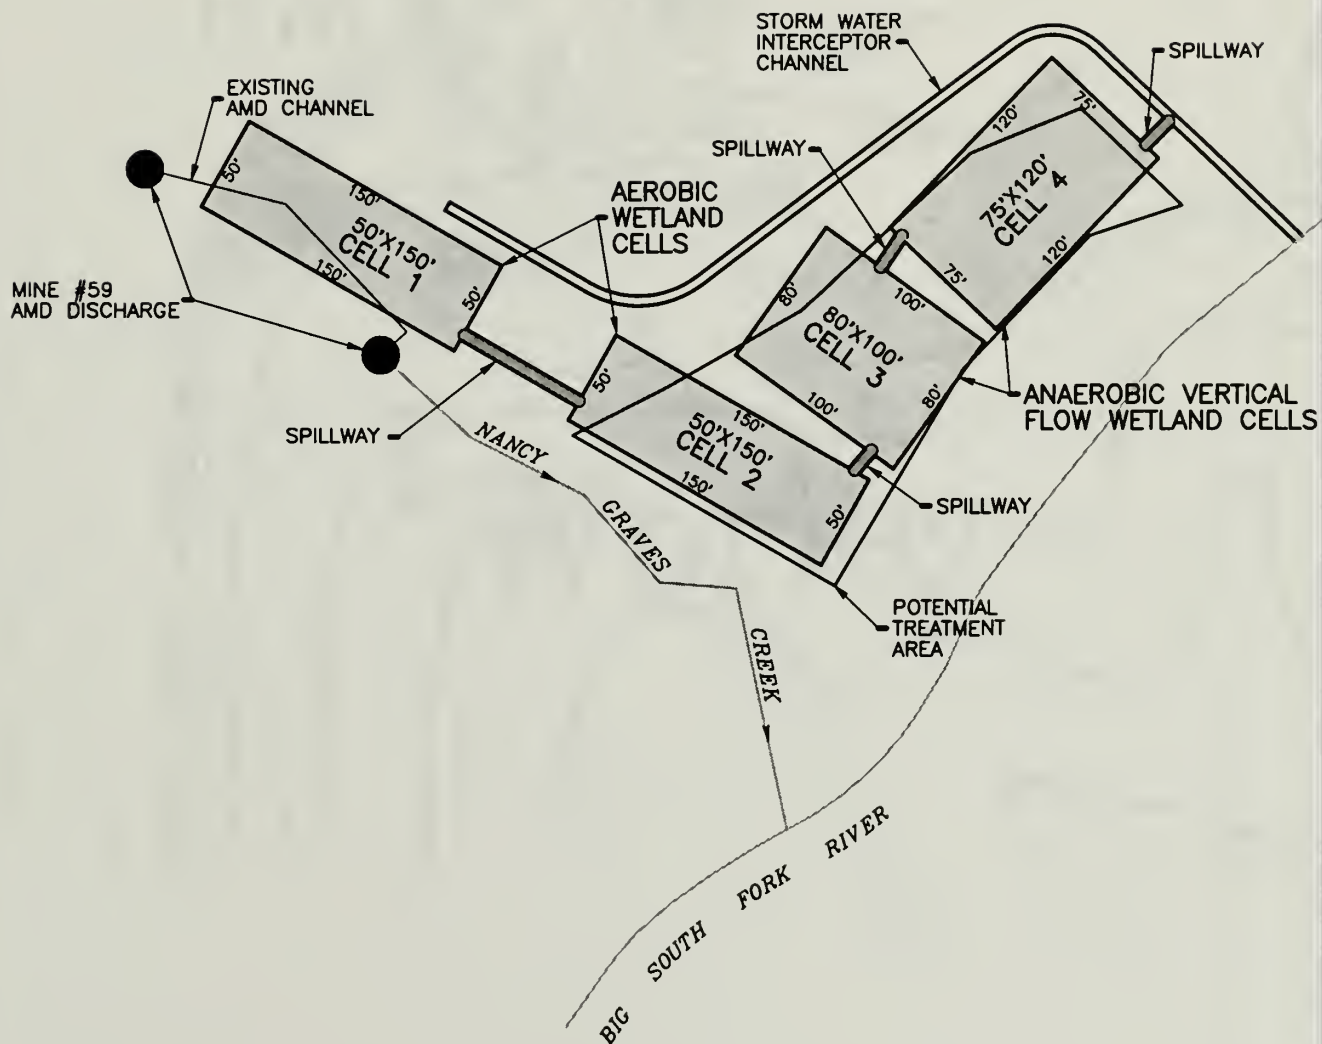 STORM WATER
INTERCEPTOR
CHANNEL
SPILLWAY
EXISTING
AMD CHANNEL
75'
120'
SPILLWAY
50'
150'
AEROBIC
WETLAND
CELLS
75'X120'
CELL 4
50'X150'
CELL 1
120'
150'
50'
75'
MINE #59
AMD DISCHARGE
80'
100'
80'X100'
CELL 3
50'
80'
ANAEROBIC VERTICAL
FLOW WETLAND CELLS
100'
150'
SPILLWAY
NANCY
50'X150'
CELL 2
150'
50'
SPILLWAY
GRAVES
POTENTIAL
TREATMENT
AREA
CREEK
BIG SOUTH FORK RIVER